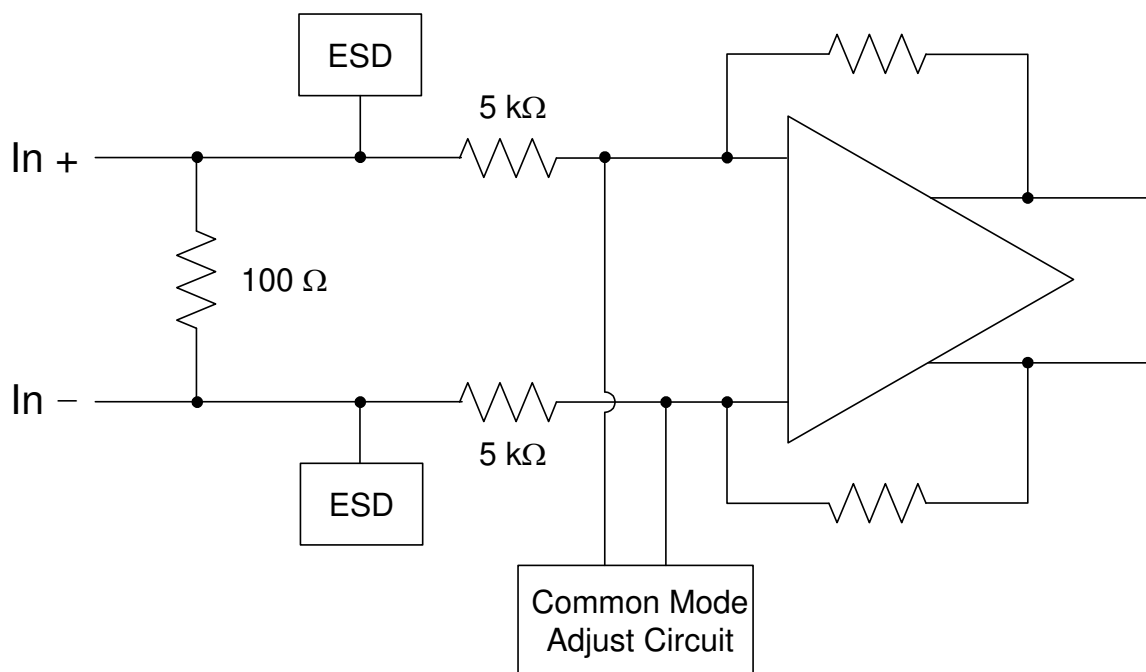 ESD
5 kΩ
In +
100 Ω
In −
5 kΩ
ESD
Common Mode
Adjust Circuit